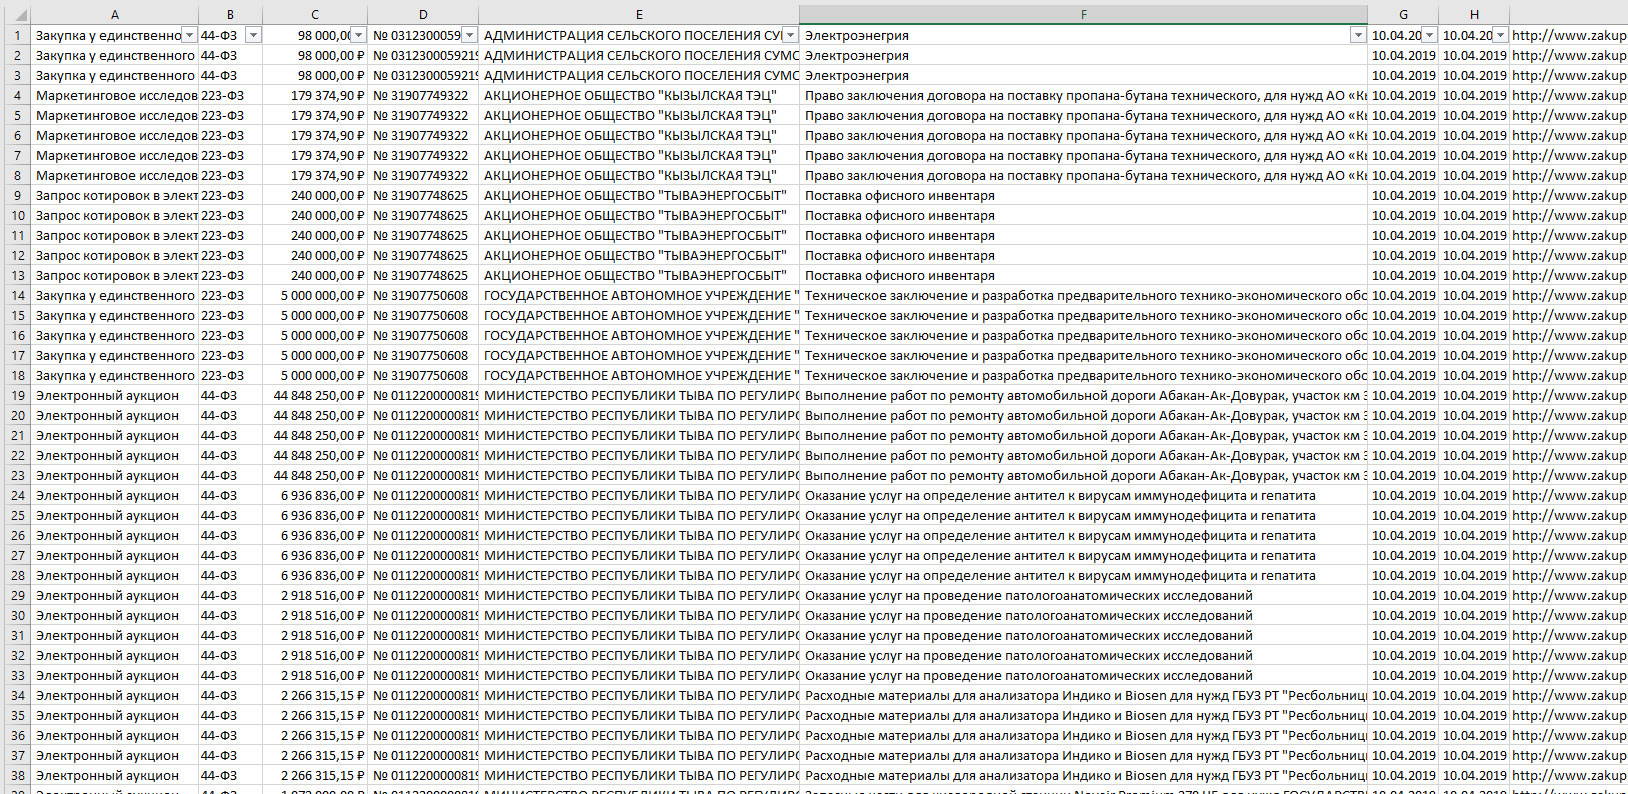 A B C D E F G H
1 Закупка у единственно 44-ФЗ 98 000,0 № 0312300059 АДМИНИСТРАЦИЯ СЕЛЬСКОГО ПОСЕЛЕНИЯ СУ Электроэнегрия 10.04.20 10.04.20 http://www.zakup
2 Закупка у единственного 44-ФЗ 98 000,00 ₽ № 031230005921 АДМИНИСТРАЦИЯ СЕЛЬСКОГО ПОСЕЛЕНИЯ СУМО Электроэнегрия 10.04.2019 10.04.2019 http://www.zakup
3 Закупка у единственного 44-ФЗ 98 000,00 ₽ № 031230005921 АДМИНИСТРАЦИЯ СЕЛЬСКОГО ПОСЕЛЕНИЯ СУМО Электроэнегрия 10.04.2019 10.04.2019 http://www.zakup
4 Маркетинговое исследов 223-ФЗ 179 374,90 ₽ № 31907749322 АКЦИОНЕРНОЕ ОБЩЕСТВО "КЫЗЫЛСКАЯ ТЭЦ" Право заключения договора на поставку пропана-бутана технического, для нужд АО «Кы 10.04.2019 10.04.2019 http://www.zakup
5 Маркетинговое исследов 223-ФЗ 179 374,90 ₽ № 31907749322 АКЦИОНЕРНОЕ ОБЩЕСТВО "КЫЗЫЛСКАЯ ТЭЦ" Право заключения договора на поставку пропана-бутана технического, для нужд АО «Кы 10.04.2019 10.04.2019 http://www.zakup
6 Маркетинговое исследов 223-ФЗ 179 374,90 ₽ № 31907749322 АКЦИОНЕРНОЕ ОБЩЕСТВО "КЫЗЫЛСКАЯ ТЭЦ" Право заключения договора на поставку пропана-бутана технического, для нужд АО «Кы 10.04.2019 10.04.2019 http://www.zakup
7 Маркетинговое исследов 223-ФЗ 179 374,90 ₽ № 31907749322 АКЦИОНЕРНОЕ ОБЩЕСТВО "КЫЗЫЛСКАЯ ТЭЦ" Право заключения договора на поставку пропана-бутана технического, для нужд АО «Кы 10.04.2019 10.04.2019 http://www.zakup
8 Маркетинговое исследов 223-ФЗ 179 374,90 ₽ № 31907749322 АКЦИОНЕРНОЕ ОБЩЕСТВО "КЫЗЫЛСКАЯ ТЭЦ" Право заключения договора на поставку пропана-бутана технического, для нужд АО «Кы 10.04.2019 10.04.2019 http://www.zakup
9 Запрос котировок в элект 223-ФЗ 240 000,00 ₽ № 31907748625 АКЦИОНЕРНОЕ ОБЩЕСТВО "ТЫВАЭНЕРГОСБЫТ" Поставка офисного инвентаря 10.04.2019 10.04.2019 http://www.zakup
10 Запрос котировок в элект 223-ФЗ 240 000,00 ₽ № 31907748625 АКЦИОНЕРНОЕ ОБЩЕСТВО "ТЫВАЭНЕРГОСБЫТ" Поставка офисного инвентаря 10.04.2019 10.04.2019 http://www.zakup
11 Запрос котировок в элект 223-ФЗ 240 000,00 ₽ № 31907748625 АКЦИОНЕРНОЕ ОБЩЕСТВО "ТЫВАЭНЕРГОСБЫТ" Поставка офисного инвентаря 10.04.2019 10.04.2019 http://www.zakup
12 Запрос котировок в элект 223-ФЗ 240 000,00 ₽ № 31907748625 АКЦИОНЕРНОЕ ОБЩЕСТВО "ТЫВАЭНЕРГОСБЫТ" Поставка офисного инвентаря 10.04.2019 10.04.2019 http://www.zakup
13 Запрос котировок в элект 223-ФЗ 240 000,00 ₽ № 31907748625 АКЦИОНЕРНОЕ ОБЩЕСТВО "ТЫВАЭНЕРГОСБЫТ" Поставка офисного инвентаря 10.04.2019 10.04.2019 http://www.zakup
14 Закупка у единственного 223-ФЗ 5 000 000,00 ₽ № 31907750608 ГОСУДАРСТВЕННОЕ АВТОНОМНОЕ УЧРЕЖДЕНИЕ " Техническое заключение и разработка предварительного технико-экономического обо 10.04.2019 10.04.2019 http://www.zakup
15 Закупка у единственного 223-ФЗ 5 000 000,00 ₽ № 31907750608 ГОСУДАРСТВЕННОЕ АВТОНОМНОЕ УЧРЕЖДЕНИЕ " Техническое заключение и разработка предварительного технико-экономического обо 10.04.2019 10.04.2019 http://www.zakup
16 Закупка у единственного 223-ФЗ 5 000 000,00 ₽ № 31907750608 ГОСУДАРСТВЕННОЕ АВТОНОМНОЕ УЧРЕЖДЕНИЕ " Техническое заключение и разработка предварительного технико-экономического обо 10.04.2019 10.04.2019 http://www.zakup
17 Закупка у единственного 223-ФЗ 5 000 000,00 ₽ № 31907750608 ГОСУДАРСТВЕННОЕ АВТОНОМНОЕ УЧРЕЖДЕНИЕ " Техническое заключение и разработка предварительного технико-экономического обо 10.04.2019 10.04.2019 http://www.zakup
18 Закупка у единственного 223-ФЗ 5 000 000,00 ₽ № 31907750608 ГОСУДАРСТВЕННОЕ АВТОНОМНОЕ УЧРЕЖДЕНИЕ " Техническое заключение и разработка предварительного технико-экономического обо 10.04.2019 10.04.2019 http://www.zakup
19 Электронный аукцион 44-ФЗ 44 848 250,00 ₽ № 011220000081 МИНИСТЕРСТВО РЕСПУБЛИКИ ТЫВА ПО РЕГУЛИРО Выполнение работ по ремонту автомобильной дороги Абакан-Ак-Довурак, участок км 3 10.04.2019 10.04.2019 http://www.zakup
20 Электронный аукцион 44-ФЗ 44 848 250,00 ₽ № 011220000081 МИНИСТЕРСТВО РЕСПУБЛИКИ ТЫВА ПО РЕГУЛИРО Выполнение работ по ремонту автомобильной дороги Абакан-Ак-Довурак, участок км 3 10.04.2019 10.04.2019 http://www.zakup
21 Электронный аукцион 44-ФЗ 44 848 250,00 ₽ № 011220000081 МИНИСТЕРСТВО РЕСПУБЛИКИ ТЫВА ПО РЕГУЛИРО Выполнение работ по ремонту автомобильной дороги Абакан-Ак-Довурак, участок км 3 10.04.2019 10.04.2019 http://www.zakup
22 Электронный аукцион 44-ФЗ 44 848 250,00 ₽ № 011220000081 МИНИСТЕРСТВО РЕСПУБЛИКИ ТЫВА ПО РЕГУЛИРО Выполнение работ по ремонту автомобильной дороги Абакан-Ак-Довурак, участок км 3 10.04.2019 10.04.2019 http://www.zakup
23 Электронный аукцион 44-ФЗ 44 848 250,00 ₽ № 011220000081 МИНИСТЕРСТВО РЕСПУБЛИКИ ТЫВА ПО РЕГУЛИРО Выполнение работ по ремонту автомобильной дороги Абакан-Ак-Довурак, участок км 3 10.04.2019 10.04.2019 http://www.zakup
24 Электронный аукцион 44-ФЗ 6 936 836,00 ₽ № 011220000081 МИНИСТЕРСТВО РЕСПУБЛИКИ ТЫВА ПО РЕГУЛИРО Оказание услуг на определение антител к вирусам иммунодефицита и гепатита 10.04.2019 10.04.2019 http://www.zakup
25 Электронный аукцион 44-ФЗ 6 936 836,00 ₽ № 011220000081 МИНИСТЕРСТВО РЕСПУБЛИКИ ТЫВА ПО РЕГУЛИРО Оказание услуг на определение антител к вирусам иммунодефицита и гепатита 10.04.2019 10.04.2019 http://www.zakup
26 Электронный аукцион 44-ФЗ 6 936 836,00 ₽ № 011220000081 МИНИСТЕРСТВО РЕСПУБЛИКИ ТЫВА ПО РЕГУЛИРО Оказание услуг на определение антител к вирусам иммунодефицита и гепатита 10.04.2019 10.04.2019 http://www.zakup
27 Электронный аукцион 44-ФЗ 6 936 836,00 ₽ № 011220000081 МИНИСТЕРСТВО РЕСПУБЛИКИ ТЫВА ПО РЕГУЛИРО Оказание услуг на определение антител к вирусам иммунодефицита и гепатита 10.04.2019 10.04.2019 http://www.zakup
28 Электронный аукцион 44-ФЗ 6 936 836,00 ₽ № 011220000081 МИНИСТЕРСТВО РЕСПУБЛИКИ ТЫВА ПО РЕГУЛИРО Оказание услуг на определение антител к вирусам иммунодефицита и гепатита 10.04.2019 10.04.2019 http://www.zakup
29 Электронный аукцион 44-ФЗ 2 918 516,00 ₽ № 011220000081 МИНИСТЕРСТВО РЕСПУБЛИКИ ТЫВА ПО РЕГУЛИРО Оказание услуг на проведение патологоанатомических исследований 10.04.2019 10.04.2019 http://www.zakup
30 Электронный аукцион 44-ФЗ 2 918 516,00 ₽ № 011220000081 МИНИСТЕРСТВО РЕСПУБЛИКИ ТЫВА ПО РЕГУЛИРО Оказание услуг на проведение патологоанатомических исследований 10.04.2019 10.04.2019 http://www.zakup
31 Электронный аукцион 44-ФЗ 2 918 516,00 ₽ № 011220000081 МИНИСТЕРСТВО РЕСПУБЛИКИ ТЫВА ПО РЕГУЛИРО Оказание услуг на проведение патологоанатомических исследований 10.04.2019 10.04.2019 http://www.zakup
32 Электронный аукцион 44-ФЗ 2 918 516,00 ₽ № 011220000081 МИНИСТЕРСТВО РЕСПУБЛИКИ ТЫВА ПО РЕГУЛИРО Оказание услуг на проведение патологоанатомических исследований 10.04.2019 10.04.2019 http://www.zakup
33 Электронный аукцион 44-ФЗ 2 918 516,00 ₽ № 011220000081 МИНИСТЕРСТВО РЕСПУБЛИКИ ТЫВА ПО РЕГУЛИРО Оказание услуг на проведение патологоанатомических исследований 10.04.2019 10.04.2019 http://www.zakup
34 Электронный аукцион 44-ФЗ 2 266 315,15 ₽ № 011220000081 МИНИСТЕРСТВО РЕСПУБЛИКИ ТЫВА ПО РЕГУЛИРО Расходные материалы для анализатора Индико и Biosen для нужд ГБУЗ РТ "Ресбольниц 10.04.2019 10.04.2019 http://www.zakup
35 Электронный аукцион 44-ФЗ 2 266 315,15 ₽ № 011220000081 МИНИСТЕРСТВО РЕСПУБЛИКИ ТЫВА ПО РЕГУЛИРО Расходные материалы для анализатора Индико и Biosen для нужд ГБУЗ РТ "Ресбольниц 10.04.2019 10.04.2019 http://www.zakup
36 Электронный аукцион 44-ФЗ 2 266 315,15 ₽ № 011220000081 МИНИСТЕРСТВО РЕСПУБЛИКИ ТЫВА ПО РЕГУЛИРО Расходные материалы для анализатора Индико и Biosen для нужд ГБУЗ РТ "Ресбольниц 10.04.2019 10.04.2019 http://www.zakup
37 Электронный аукцион 44-ФЗ 2 266 315,15 ₽ № 011220000081 МИНИСТЕРСТВО РЕСПУБЛИКИ ТЫВА ПО РЕГУЛИРО Расходные материалы для анализатора Индико и Biosen для нужд ГБУЗ РТ "Ресбольниц 10.04.2019 10.04.2019 http://www.zakup
38 Электронный аукцион 44-ФЗ 2 266 315,15 ₽ № 011220000081 МИНИСТЕРСТВО РЕСПУБЛИКИ ТЫВА ПО РЕГУЛИРО Расходные материалы для анализатора Индико и Biosen для нужд ГБУЗ РТ "Ресбольниц 10.04.2019 10.04.2019 http://www.zakup